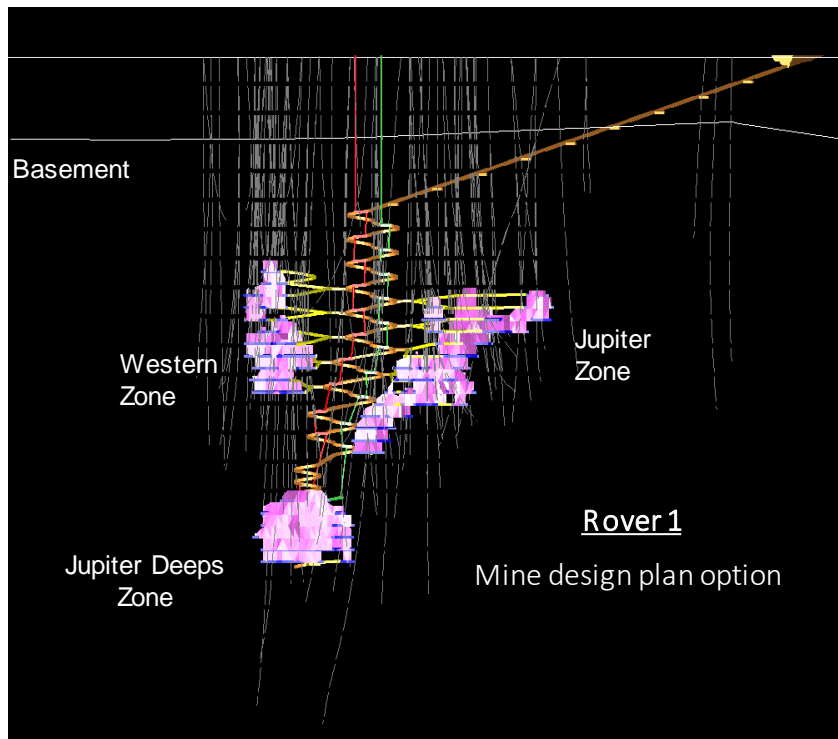 Basement
Western
Zone
Jupiter
Zone
Rover 1
Mine design plan option
Jupiter Deeps
Zone